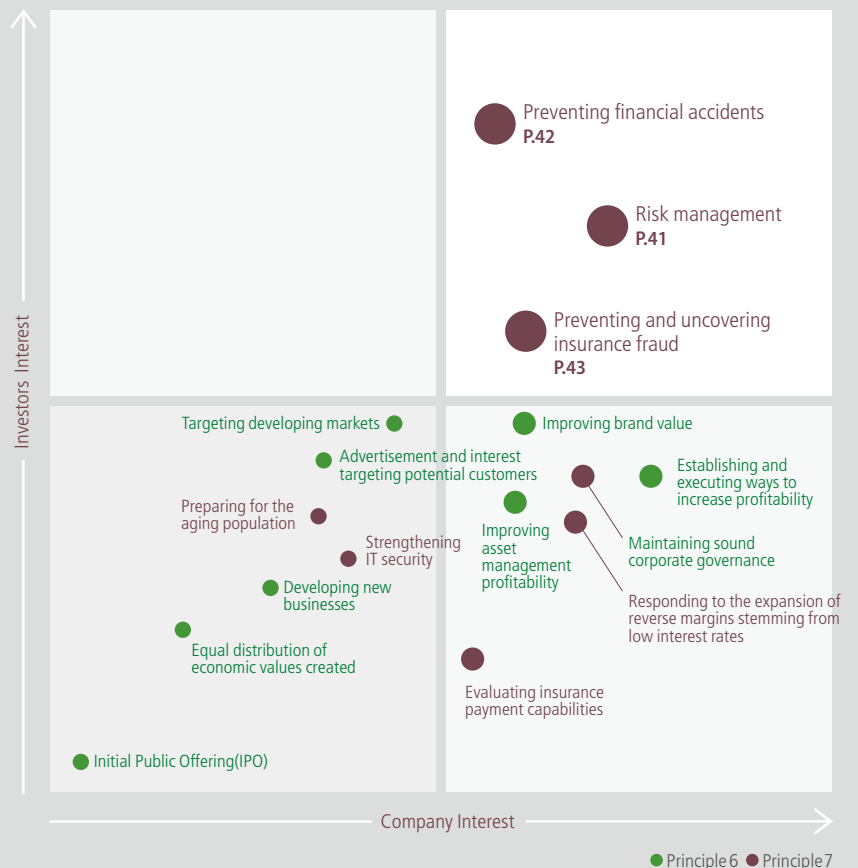 Investors Interest
Preventing financial accidents
P.42
Risk management
P.41
Preventing and uncovering
insurance fraud
P.43
Targeting developing markets
Improving brand value
Advertisement and interest
targeting potential customers
Establishing and
executing ways to
increase profitability
Preparing for the
aging population
Improving
asset
management
profitability
Strengthening
IT security
Maintaining sound
corporate governance
Developing new
businesses
Responding to the expansion of
reverse margins stemming from
low interest rates
Equal distribution of
economic values created
Evaluating insurance
payment capabilities
Initial Public Offering(IPO)
Company Interest
Principle 6
Principle 7